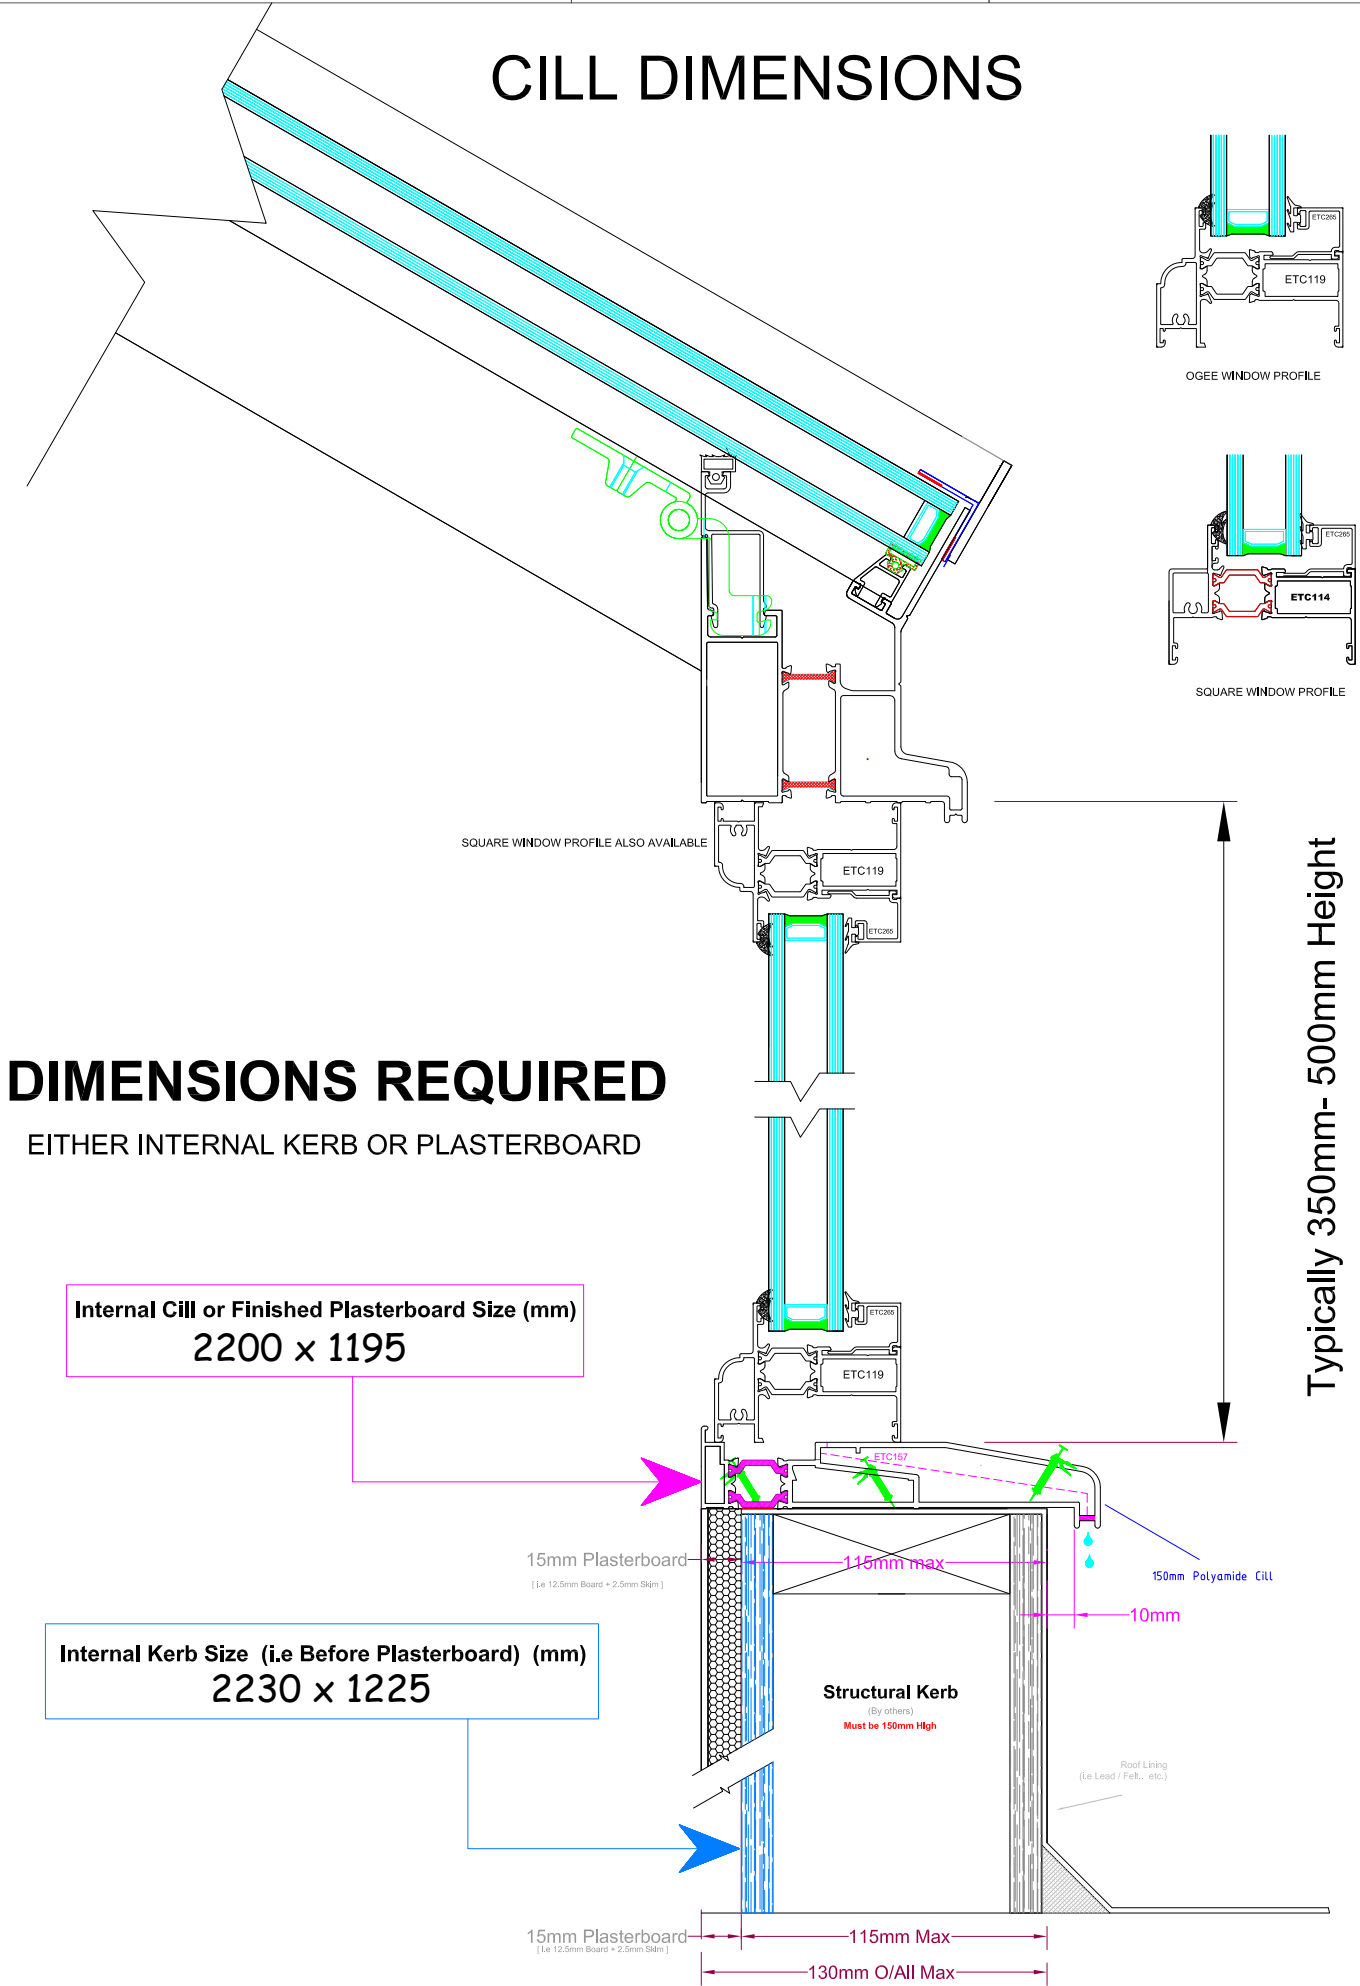 CILL DIMENSIONS
ETC265
ETC119
OGEE WINDOW PROFILE
ETC265
ETC114
SQUARE WINDOW PROFILE
SQUARE WINDOW PROFILE ALSO AVAILABLE
ETC119
ETC265
Typically 350mm- 500mm Height
DIMENSIONS REQUIRED
EITHER INTERNAL KERB OR PLASTERBOARD
Internal Cill or Finished Plasterboard Size (mm)
2200 x 1195
ETC265
ETC119
ETC157
15mm Plasterboard
[ i.e 12.5mm Board + 2.5mm Skim ]
115mm max
150mm Polyamide Cill
10mm
Internal Kerb Size (i.e Before Plasterboard) (mm)
2230 x 1225
Structural Kerb
(By others)
Must be 150mm High
Roof Lining
(i.e Lead / Felt.. etc.)
15mm Plasterboard
[ i.e 12.5mm Board + 2.5mm Skim ]
115mm Max
130mm O/All Max